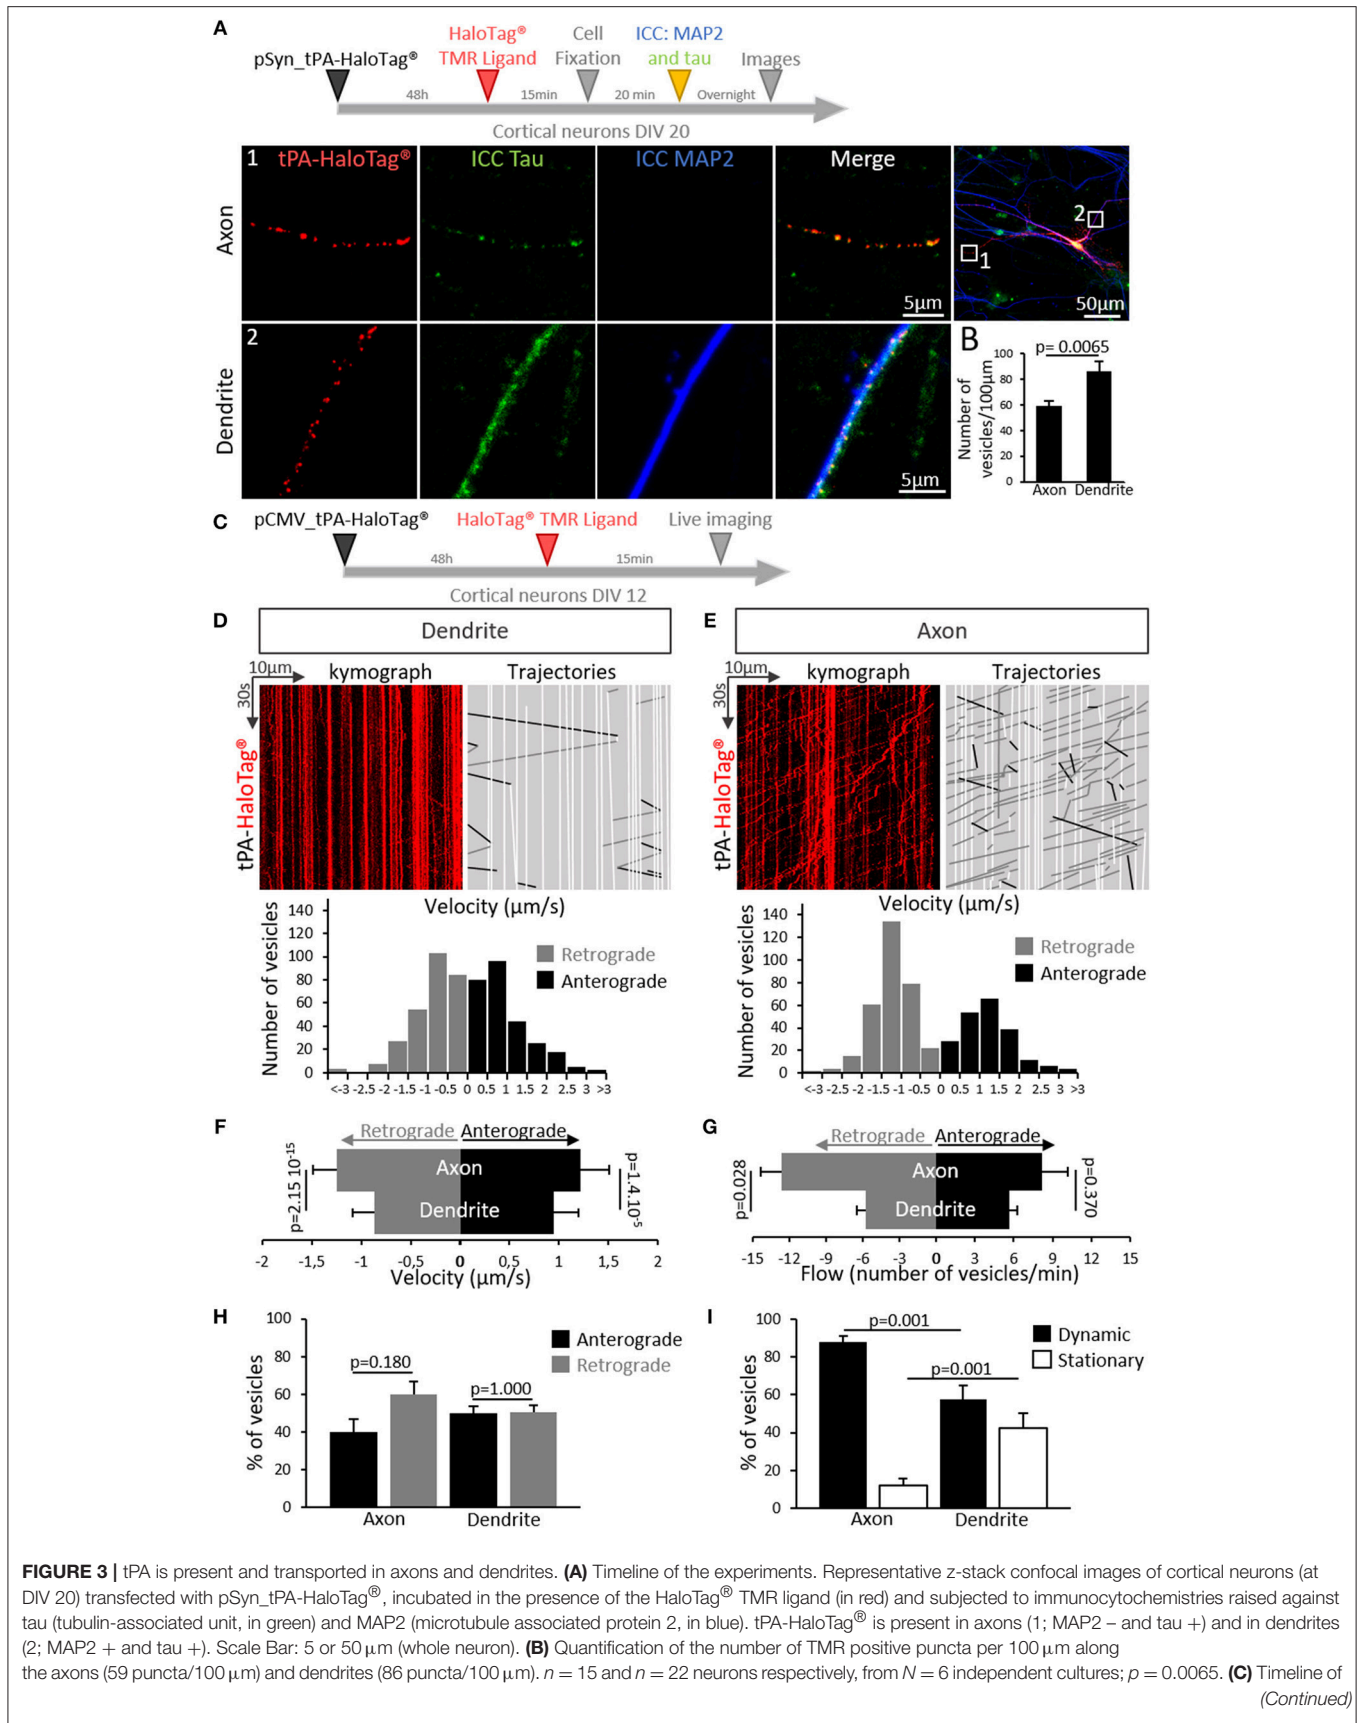 A
pSyn_tPA-HaloTag®
HaloTag®
TMR Ligand
Cell
Fixation
ICC: MAP2
and tau
Images
48h
15min
20 min
Overnight
Cortical neurons DIV 20
1
tPA-HaloTag®
ICC Tau
ICC MAP2
Merge
Axon
5µm
2
1
50µm
2
Dendrite
5µm
B
p= 0.0065
Number of
vesicles/100µm
100
80
60
40
20
0
Axon Dendrite
C
pCMV_tPA-HaloTag®
HaloTag® TMR Ligand
Live imaging
48h
15min
Cortical neurons DIV 12
D
Dendrite
10µm
30s
kymograph
Trajectories
tPA-HaloTag®
Velocity (µm/s)
Number of vesicles
140
120
100
80
60
40
20
0
Retrograde
Anterograde
<-3 -2.5 -2 -1.5 -1 -0.5 0 0.5 1 1.5 2 2.5 3 >3
E
Axon
10µm
30s
kymograph
Trajectories
tPA-HaloTag®
Velocity (µm/s)
Number of vesicles
140
120
100
80
60
40
20
0
Retrograde
Anterograde
<-3 -2.5 -2 -1.5 -1 -0.5 0 0.5 1 1.5 2 2.5 3 >3
F
Retrograde
Anterograde
Axon
Dendrite
p=2.15 10-15
p=1.4.10-5
-2 -1,5 -1 -0,5 0 0,5 1 1,5 2
Velocity (µm/s)
G
Retrograde
Anterograde
Axon
Dendrite
p=0.028
p=0.370
-15 -12 -9 -6 -3 0 3 6 9 12 15
Flow (number of vesicles/min)
H
% of vesicles
100
80
60
40
20
0
p=0.180
p=1.000
Anterograde
Retrograde
Axon Dendrite
I
% of vesicles
100
80
60
40
20
0
p=0.001
p=0.001
Dynamic
Stationary
Axon Dendrite
FIGURE 3 | tPA is present and transported in axons and dendrites. (A) Timeline of the experiments. Representative z-stack confocal images of cortical neurons (at
DIV 20) transfected with pSyn_tPA-HaloTag®, incubated in the presence of the HaloTag® TMR ligand (in red) and subjected to immunocytochemistries raised against
tau (tubulin-associated unit, in green) and MAP2 (microtubule associated protein 2, in blue). tPA-HaloTag® is present in axons (1; MAP2 – and tau +) and in dendrites
(2; MAP2 + and tau +). Scale Bar: 5 or 50 µm (whole neuron). (B) Quantification of the number of TMR positive puncta per 100 µm along
the axons (59 puncta/100 µm) and dendrites (86 puncta/100 µm). n = 15 and n = 22 neurons respectively, from N = 6 independent cultures; p = 0.0065. (C) Timeline of
(Continued)